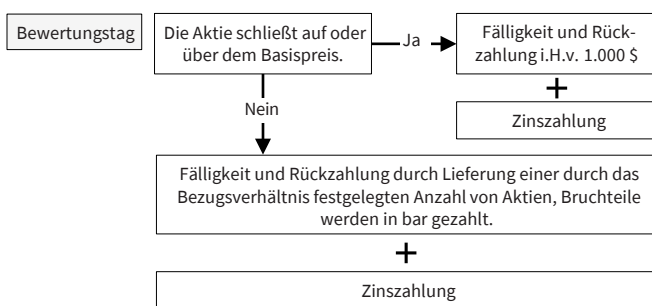 Bewertungstag
Die Aktie schließt auf oder
über dem Basispreis.
Ja
Fälligkeit und Rück-
zahlung i.H.v. 1.000 $
+
Zinszahlung
Nein
Fälligkeit und Rückzahlung durch Lieferung einer durch das
Bezugsverhältnis festgelegten Anzahl von Aktien, Bruchteile
werden in bar gezahlt.
+
Zinszahlung